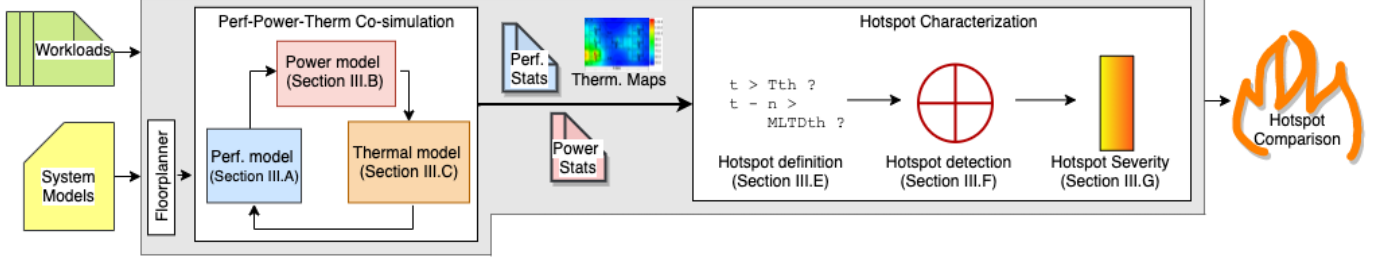 Workloads
System
Models
Floorplanner
Perf-Power-Therm Co-simulation
Power model
(Section III.B)
Perf. model
(Section III.A)
Thermal model
(Section III.C)
Perf.
Stats
Therm. Maps
Power
Stats
Hotspot Characterization
t > Tth ?
t - n >
MLTDth ?
Hotspot definition
(Section III.E)
Hotspot detection
(Section III.F)
Hotspot Severity
(Section III.G)
Hotspot
Comparison